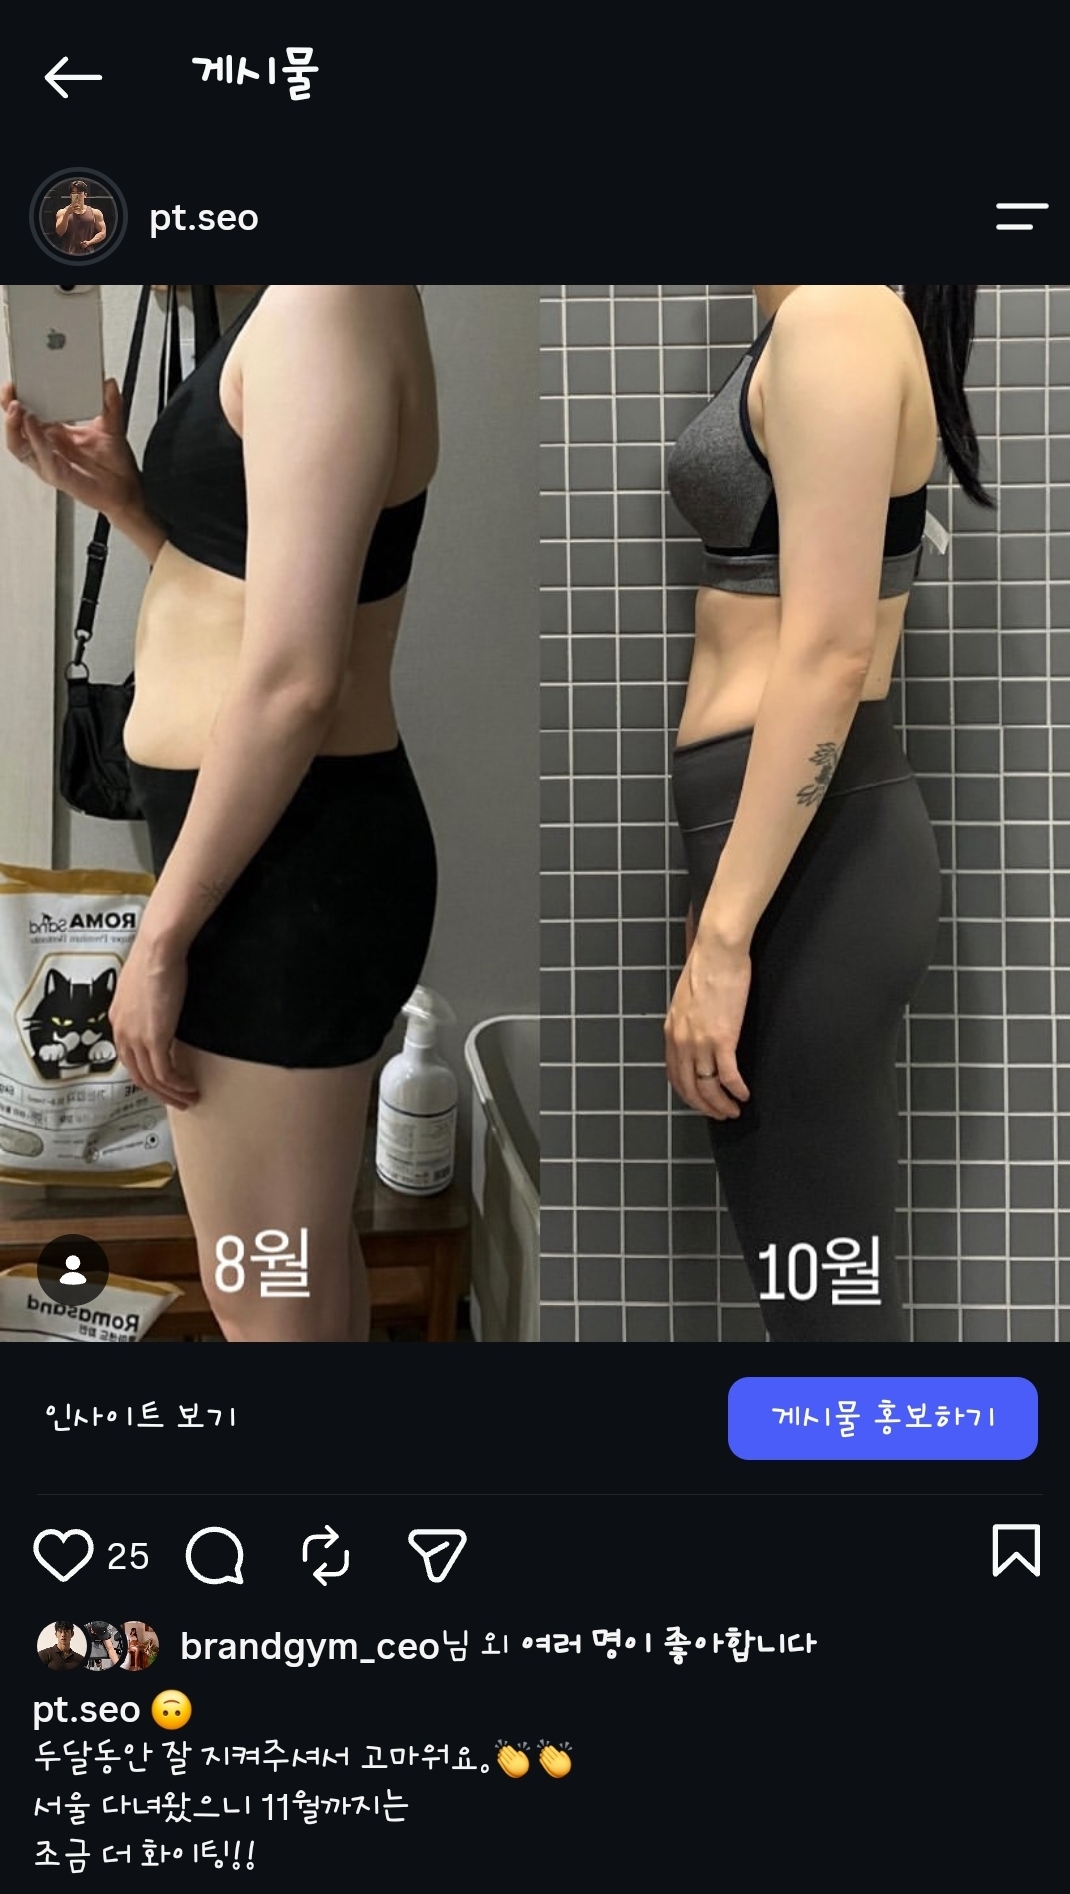 게시물
pt.seo
ROMA Sand
8월
10월
Romasand
인사이트 보기
게시물 홍보하기
25
brandgym_ceo님 외 여러 명이 좋아합니다
pt.seo 🙃
두달동안 잘 지켜주셔서 고마워요。👏👏
서울 다녀왔으니 11월까지는
조금 더 화이팅!!